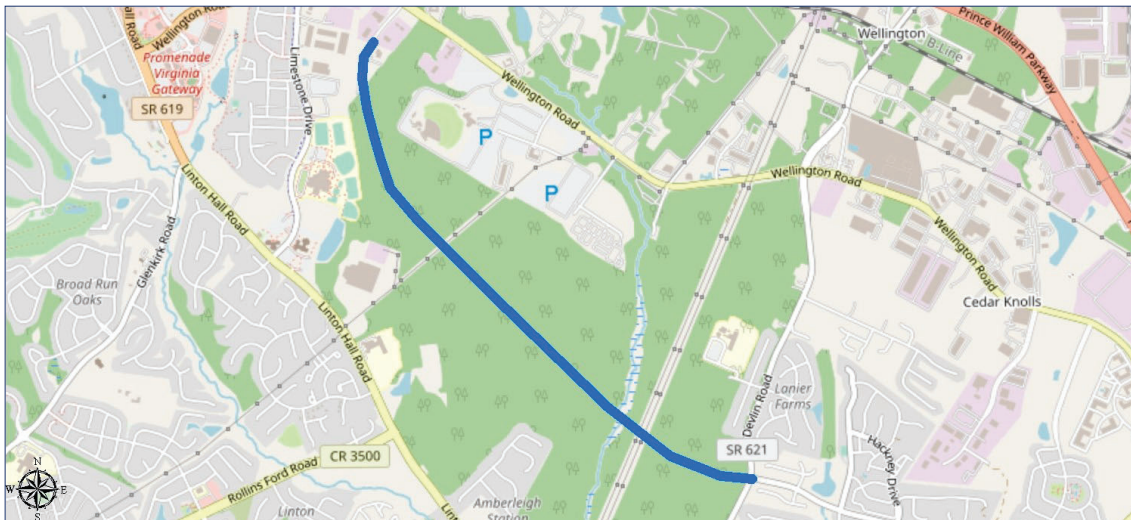 all Road
Wellington Road
Promenade
Virginia
Gateway
SR 619
Limestone Drive
Linton Hall Road
Glenkirk Road
Broad Run
Oaks
Linton Hall Road
CR 3500
Rollins Ford Road
Linton
Amberleigh
Station
P
P
Wellington Road
Wellington
B-Line
Prince William Parkway
Wellington Road
Wellington Road
Cedar Knolls
Lanier
Farms
Devlin Road
SR 621
Hackney Drive
N
W
E
S